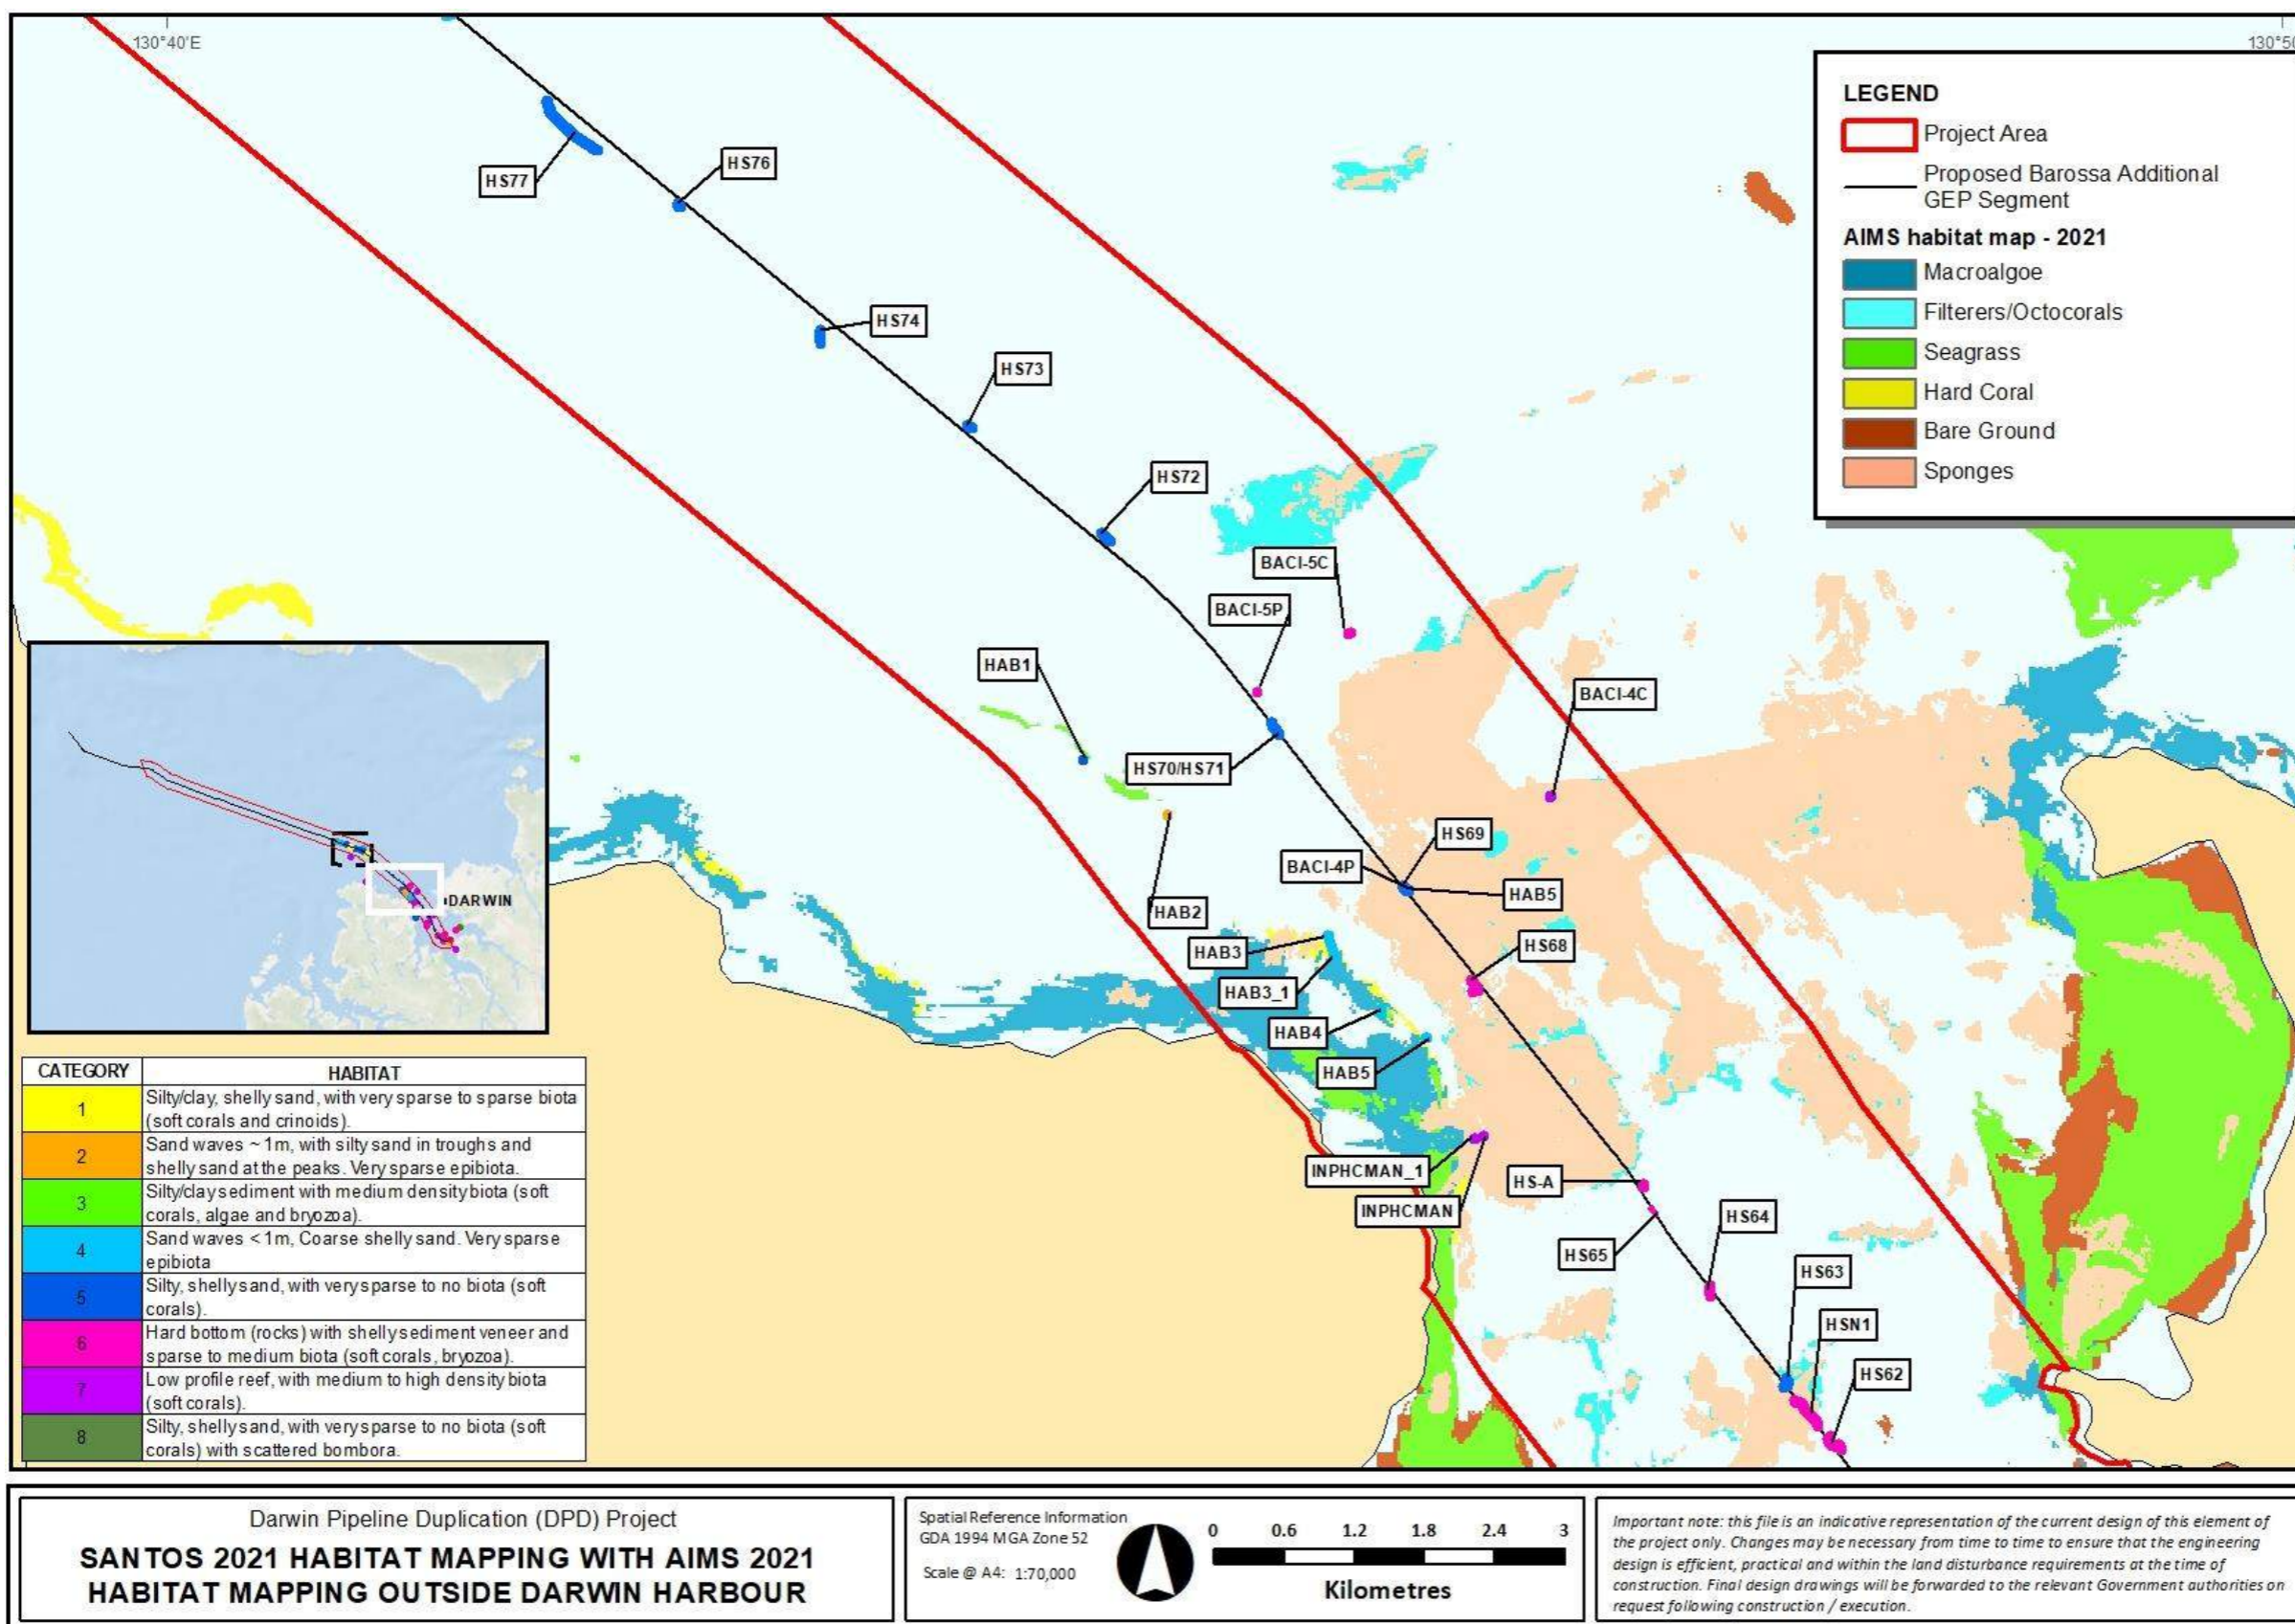 130°40'E
130°50
LEGEND
Project Area
Proposed Barossa Additional
GEP Segment
AIMS habitat map - 2021
Macroalgoe
Filterers/Octocorals
Seagrass
Hard Coral
Bare Ground
Sponges
HS77
HS76
HS74
HS73
HS72
BACI-5C
BACI-5P
HAB1
BACI-4C
HS70/HS71
HS69
BACI-4P
HAB5
HAB2
HS68
HAB3
HAB3_1
HAB4
HAB5
INPHCMAN_1
HS-A
INPHCMAN
HS64
HS65
HS63
HSN1
HS62
DARWIN
CATEGORY HABITAT
1 Silty/clay, shelly sand, with very sparse to sparse biota
(soft corals and crinoids).
2 Sand waves ~ 1m, with silty sand in troughs and
shelly sand at the peaks. Very sparse epibiota.
3 Silty/clay sediment with medium density biota (soft
corals, algae and bryozoa).
4 Sand waves < 1m, Coarse shelly sand. Very sparse
epibiota
5 Silty, shelly sand, with very sparse to no biota (soft
corals).
6 Hard bottom (rocks) with shelly sediment veneer and
sparse to medium biota (soft corals, bryozoa).
7 Low profile reef, with medium to high density biota
(soft corals).
8 Silty, shelly sand, with very sparse to no biota (soft
corals) with scattered bombora.
Darwin Pipeline Duplication (DPD) Project
SANTOS 2021 HABITAT MAPPING WITH AIMS 2021
HABITAT MAPPING OUTSIDE DARWIN HARBOUR
Spatial Reference Information
GDA 1994 MGA Zone 52
Scale @ A4: 1:70,000
0 0.6 1.2 1.8 2.4 3
Kilometres
Important note: this file is an indicative representation of the current design of this element of
the project only. Changes may be necessary from time to time to ensure that the engineering
design is efficient, practical and within the land disturbance requirements at the time of
construction. Final design drawings will be forwarded to the relevant Government authorities on
request following construction / execution.